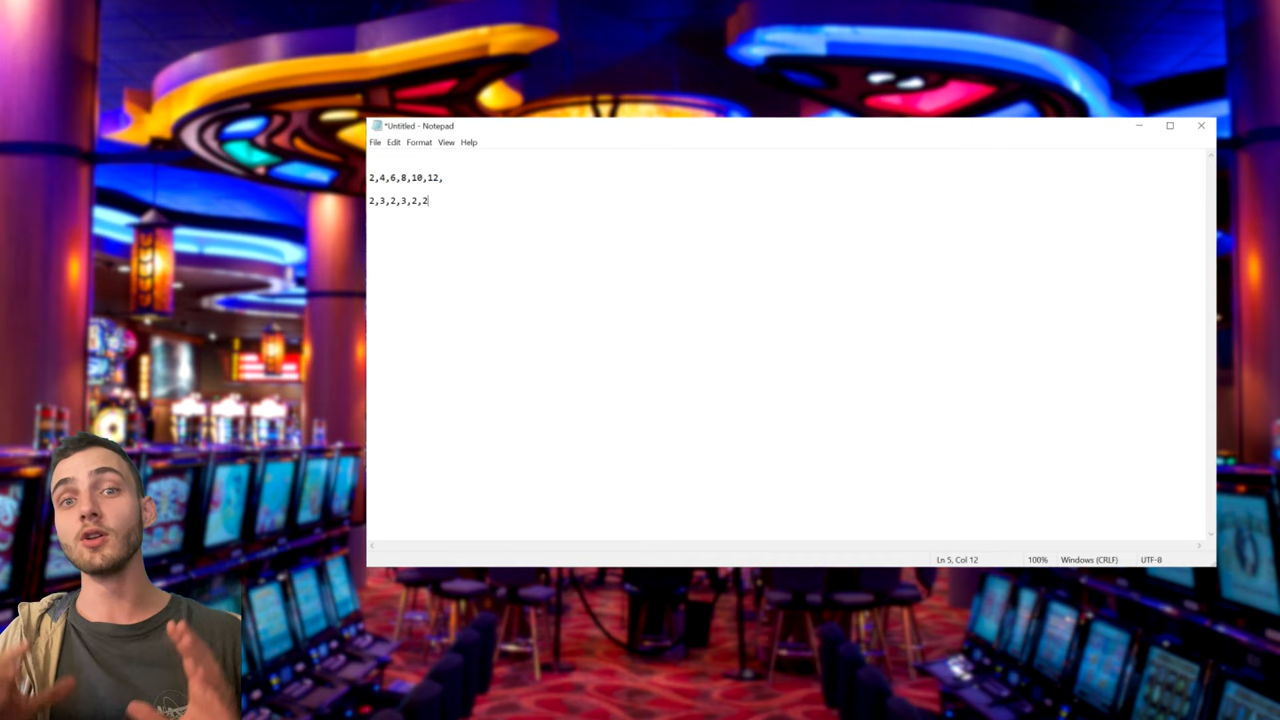 *Untitled - Notepad
File Edit Format View Help
2,4,6,8,10,12,
2,3,2,3,2,2
Ln 5, Col 12 100% Windows (CRLF) UTF-8